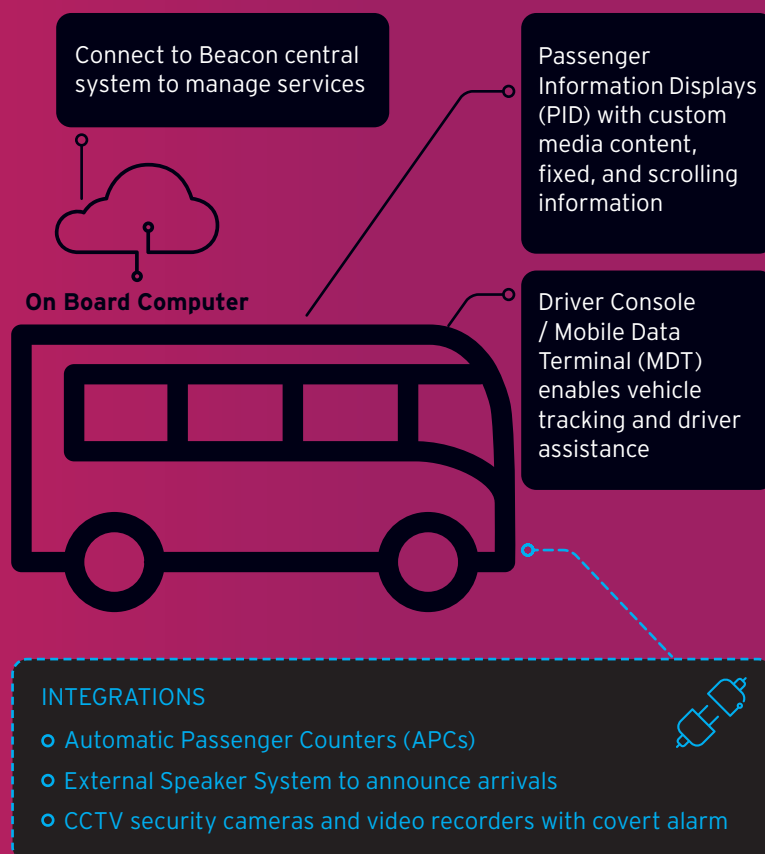 Connect to Beacon central
system to manage services
Passenger
Information Displays
(PID) with custom
media content,
fixed, and scrolling
information
On Board Computer
Driver Console
/ Mobile Data
Terminal (MDT)
enables vehicle
tracking and driver
assistance
INTEGRATIONS
Automatic Passenger Counters (APCs)
External Speaker System to announce arrivals
CCTV security cameras and video recorders with covert alarm